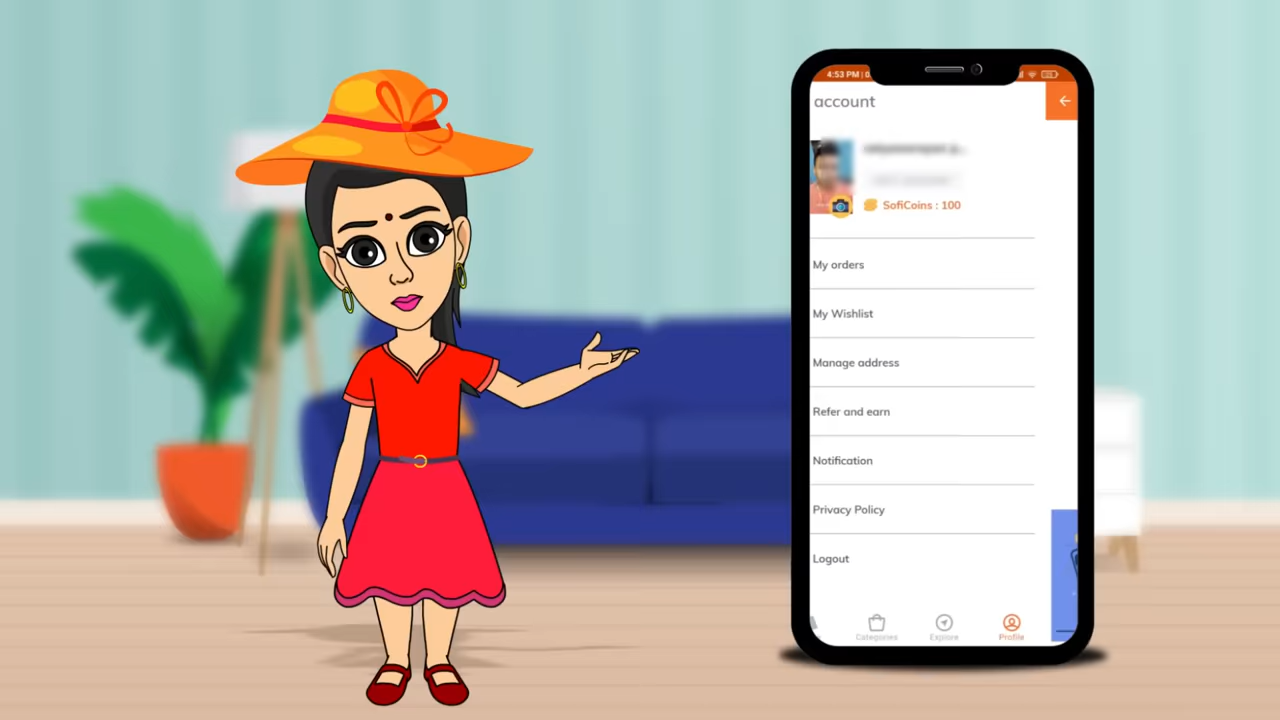 4:53 PM | 0
account
SofiCoins : 100
My orders
My Wishlist
Manage address
Refer and earn
Notification
Privacy Policy
Logout
Categories
Explore
Profile